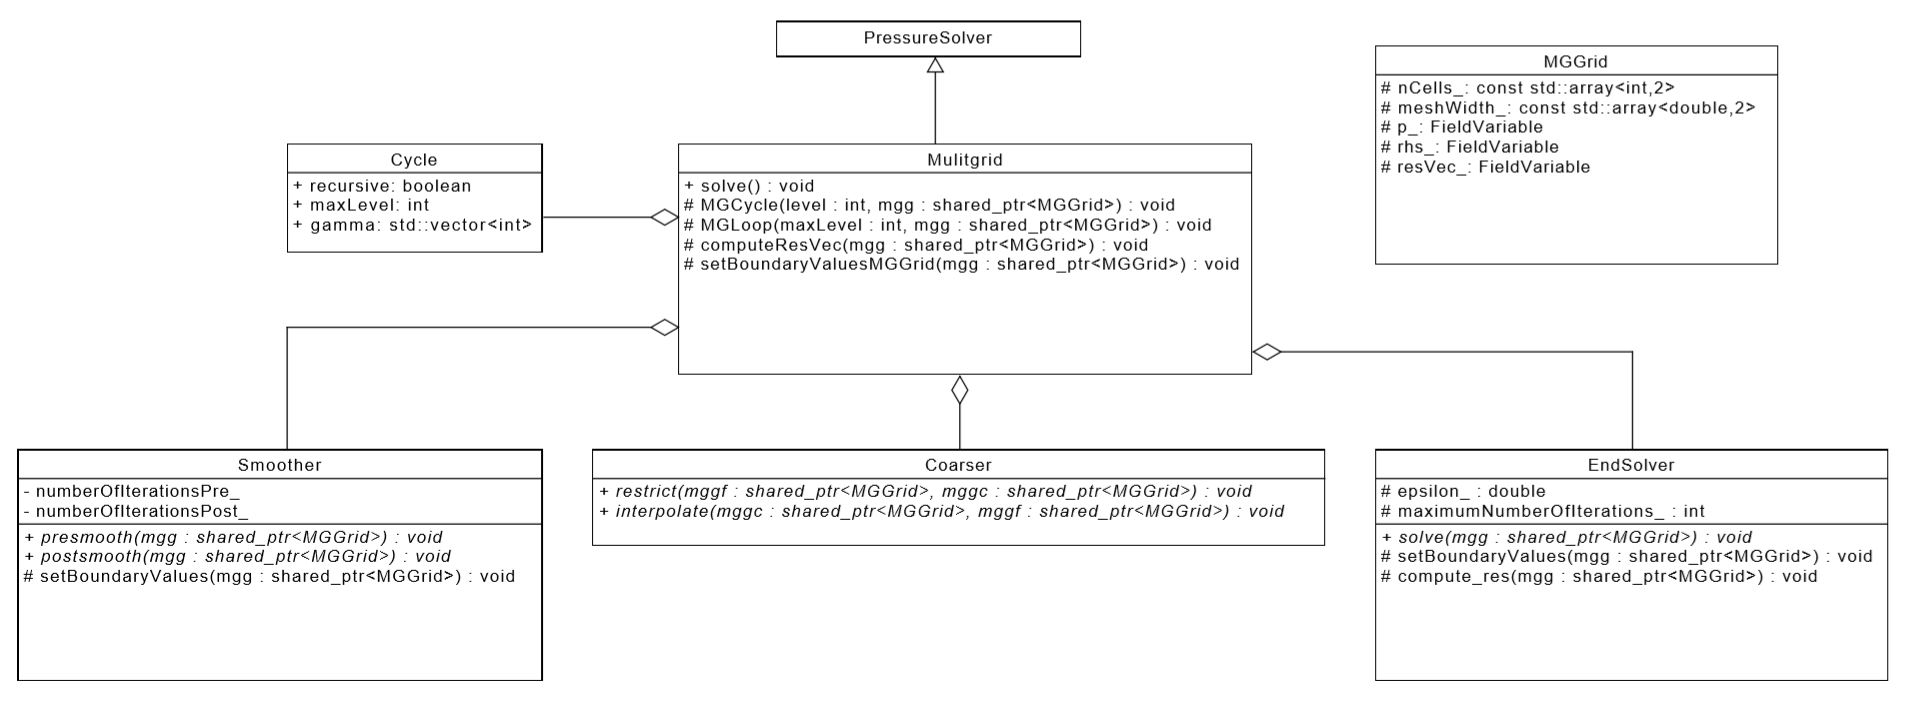 PressureSolver
MGGrid
# nCells_: const std::array<int,2>
# meshWidth_: const std::array<double,2>
# p_: FieldVariable
# rhs_: FieldVariable
# resVec_: FieldVariable
Cycle
+ recursive: boolean
+ maxLevel: int
+ gamma: std::vector<int>
Mulitgrid
+ solve() : void
# MGCycle(level : int, mgg : shared_ptr<MGGrid>) : void
# MGLoop(maxLevel : int, mgg : shared_ptr<MGGrid>) : void
# computeResVec(mgg : shared_ptr<MGGrid>) : void
# setBoundaryValuesMGGrid(mgg : shared_ptr<MGGrid>) : void
Smoother
- numberOfIterationsPre_
- numberOfIterationsPost_
+ presmooth(mgg : shared_ptr<MGGrid>) : void
+ postsmooth(mgg : shared_ptr<MGGrid>) : void
# setBoundaryValues(mgg : shared_ptr<MGGrid>) : void
Coarser
+ restrict(mggf : shared_ptr<MGGrid>, mggc : shared_ptr<MGGrid>) : void
+ interpolate(mggc : shared_ptr<MGGrid>, mggf : shared_ptr<MGGrid>) : void
EndSolver
# epsilon_ : double
# maximumNumberOfIterations_ : int
+ solve(mgg : shared_ptr<MGGrid>) : void
# setBoundaryValues(mgg : shared_ptr<MGGrid>) : void
# compute_res(mgg : shared_ptr<MGGrid>) : void